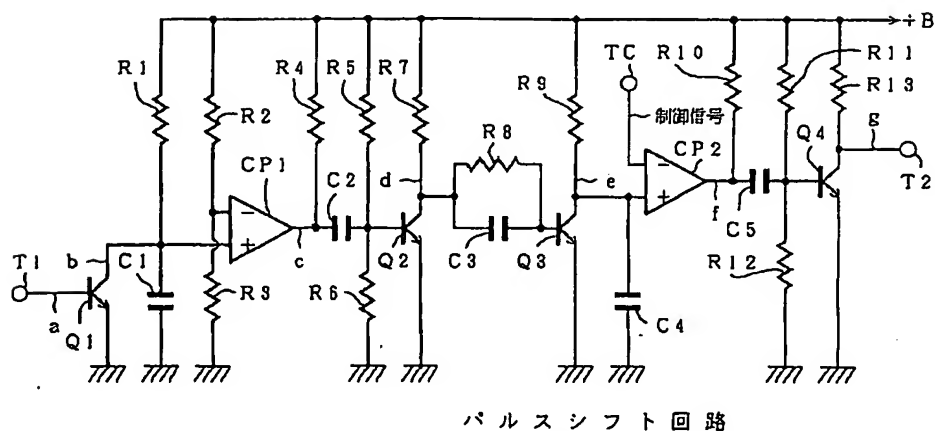 +B
R1
R2
R4
R5
R7
R9
TC
R10
R11
R13
制御信号
R8
CP1
CP2
Q4
g
T2
C2
d
e
f
C5
b
C1
c
Q2
C3
Q3
T1
a
Q1
R3
R6
R12
C4
- + - +
パルスシフト回路